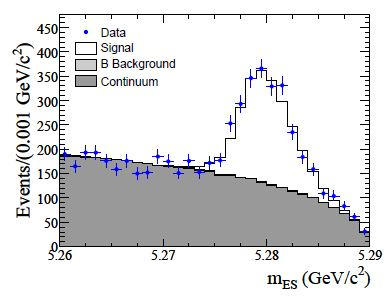 Events/(0.001 GeV/c²)
450
400
350
300
250
200
150
100
50
0
Data
Signal
B Background
Continuum
5.26
5.27
5.28
5.29
m_ES (GeV/c²)